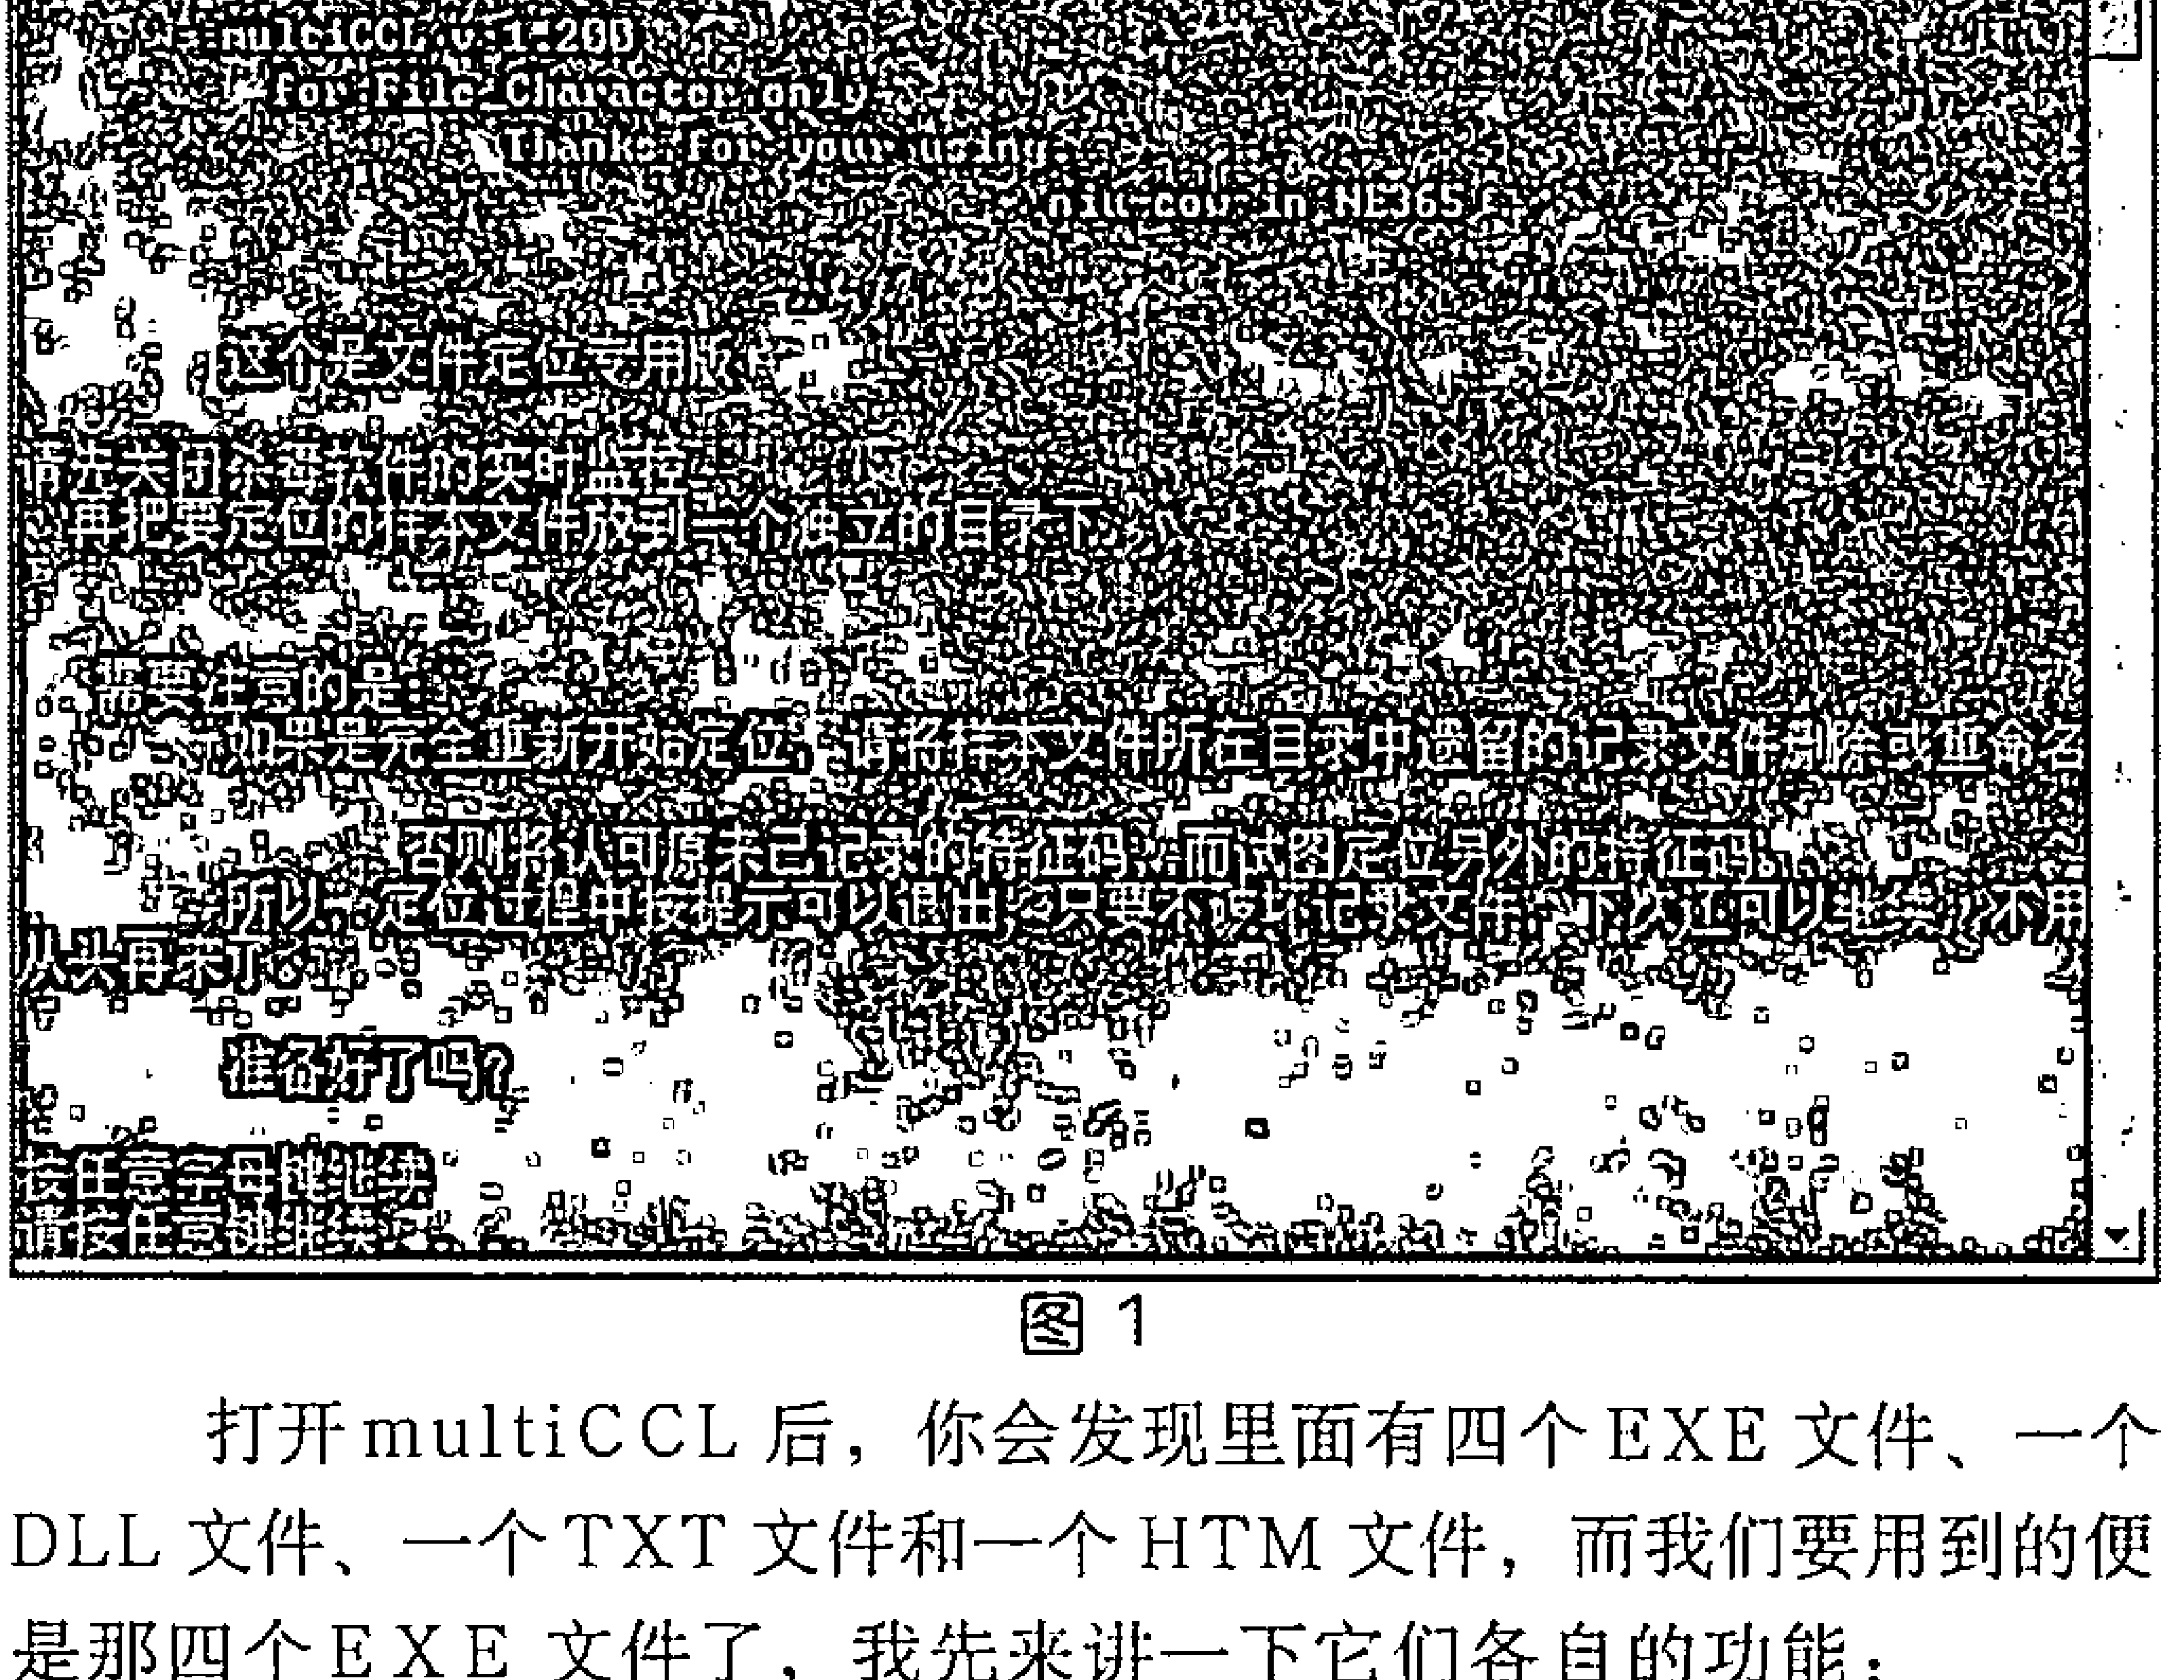 multiCCL v 1.200
for File_Character only
Thanks for your using
in NE365
这个是文件定位专用版
请先关闭杀毒软件的实时监控
再把要定位的样本文件放到一个独立的目录下
需要注意的是:
如果是完全重新开始定位, 请将样本文件所在目录中遗留的记录文件删除或重命名
否则将认可原来已记录的特征码, 而试图定位另外的特征码
所以, 定位过程中按提示可以退出, 只要不破坏记录文件, 下次还可以继续, 不用
从头再来了。
准备好了吗?
按任意字母键继续
请按任意键继续
图 1
打开multiCCL 后，你会发现里面有四个EXE 文件、一个
DLL 文件、一个TXT 文件和一个 HTM 文件，而我们要用到的便
是那四个EXE 文件了，我先来讲一下它们各自的功能：